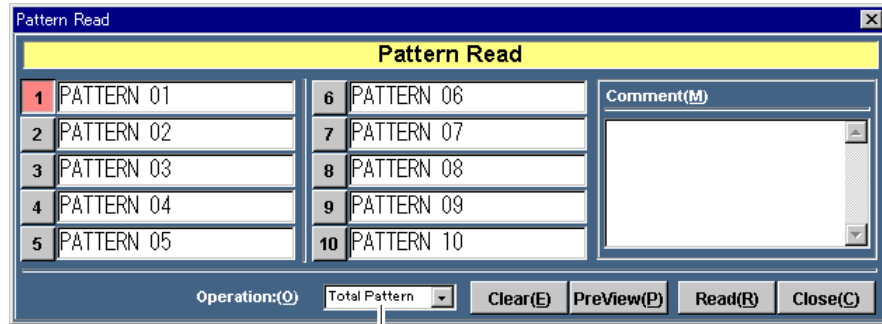 Pattern Read
Pattern Read
1 PATTERN 01
2 PATTERN 02
3 PATTERN 03
4 PATTERN 04
5 PATTERN 05
6 PATTERN 06
7 PATTERN 07
8 PATTERN 08
9 PATTERN 09
10 PATTERN 10
Comment(M)
Operation:(O) Total Pattern Clear(E) PreView(P) Read(R) Close(C)